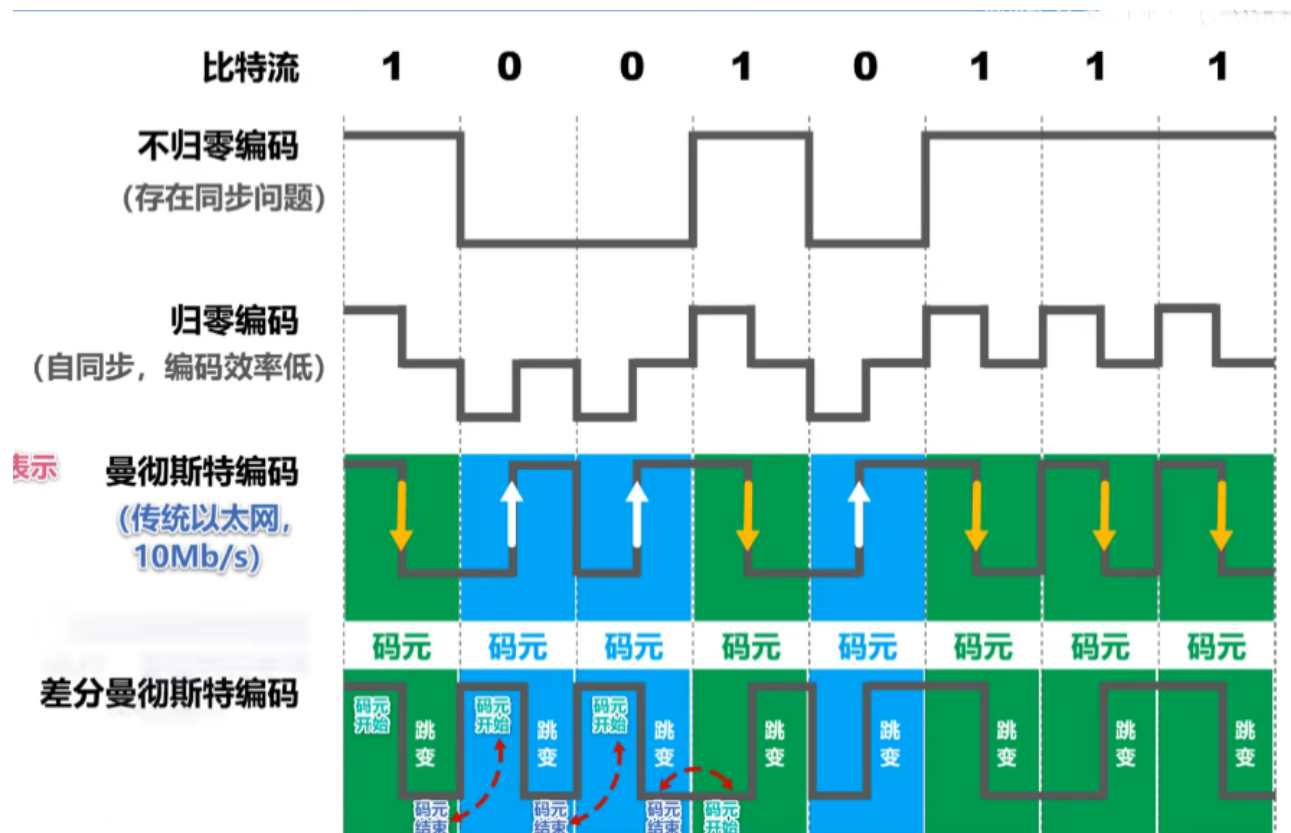 比特流 1 0 0 1 0 1 1 1
不归零编码
(存在同步问题)
归零编码
(自同步，编码效率低)
表示
曼彻斯特编码
(传统以太网，
10Mb/s)
码元 码元 码元 码元 码元 码元 码元 码元
差分曼彻斯特编码
码元 码元 码元
开始 开始 开始
跳 跳 跳 跳 跳 跳 跳 跳
变 变 变 变 变 变 变 变
码元 码元 码元 码元
结束 结束 结束 开始